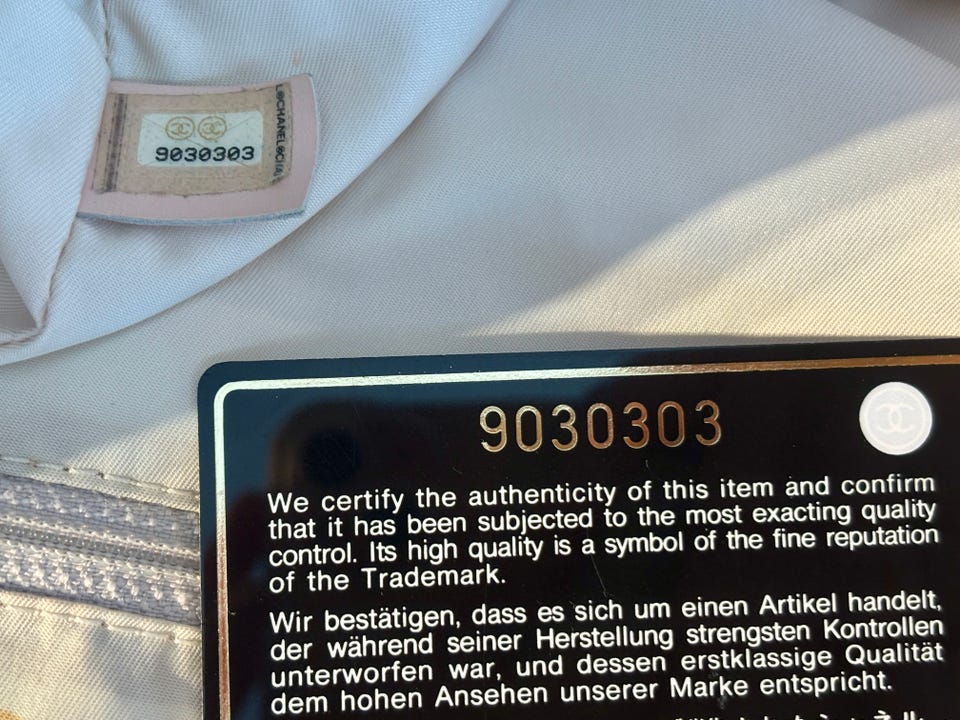 9030303
CHANEL
9030303
We certify the authenticity of this item and confirm
that it has been subjected to the most exacting quality
control. Its high quality is a symbol of the fine reputation
of the Trademark.
Wir bestätigen, dass es sich um einen Artikel handelt,
der während seiner Herstellung strengsten Kontrollen
unterworfen war, und dessen erstklassige Qualität
dem hohen Ansehen unserer Marke entspricht.